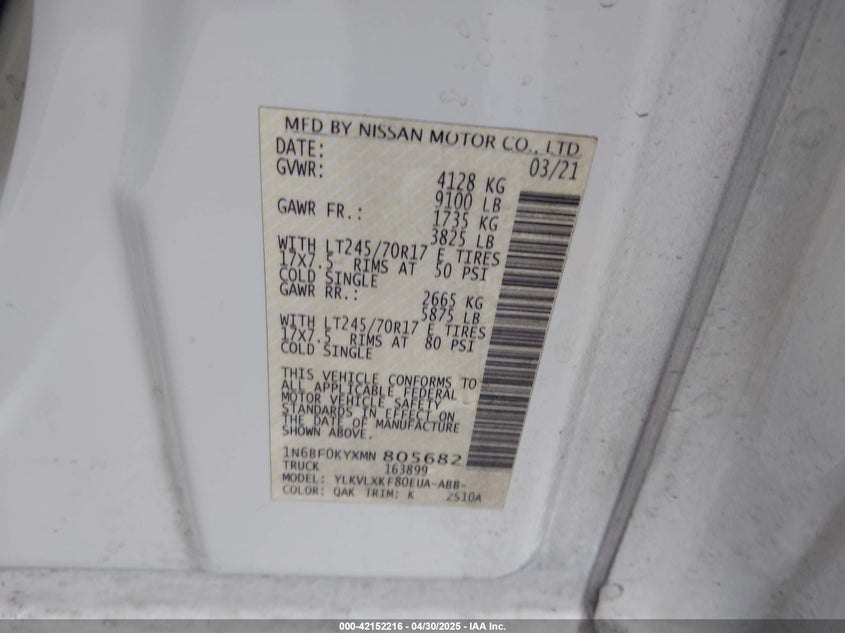 MFD BY NISSAN MOTOR CO., LTD
DATE: 03/21
GVWR: 4128 KG
9100 LB
GAWR FR.: 1735 KG
3825 LB
WITH LT245/70R17 E TIRES
17X7.5 RIMS AT 50 PSI
COLD SINGLE
GAWR RR.: 2665 KG
5875 LB
WITH LT245/70R17 E TIRES
17X7.5 RIMS AT 80 PSI
COLD SINGLE
THIS VEHICLE CONFORMS TO
ALL APPLICABLE FEDERAL
MOTOR VEHICLE SAFETY
STANDARDS IN EFFECT ON
THE DATE OF MANUFACTURE
SHOWN ABOVE.
1N6BF0KYXMN 805682
TRUCK 163899
MODEL: YLKVLXKF80EUA-ABB-
COLOR: QAK TRIM: K 2S10A
000-42152216 - 04/30/2025 - IAA Inc.